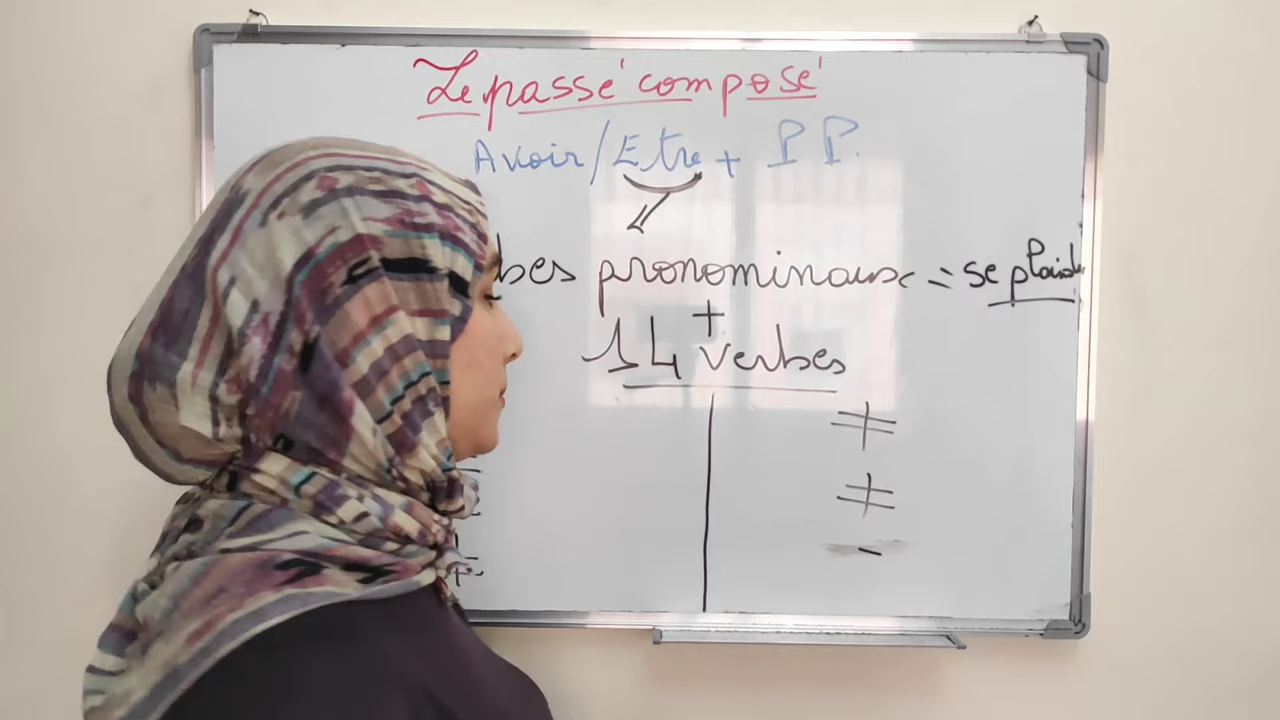 Le passé composé
Avoir/Etre + PP.
bes pronominaux = se plaindre
+
14 verbes
≠
≠
-